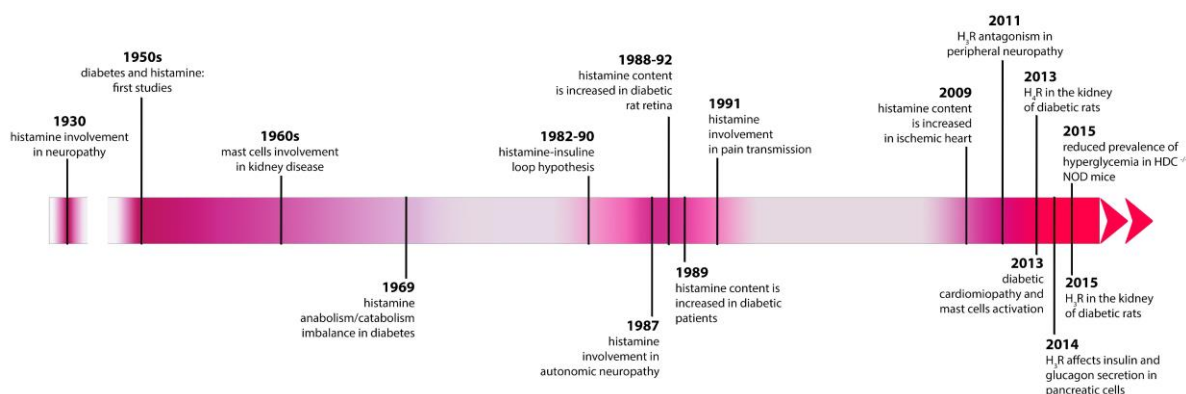 1930
histamine involvement
in neuropathy
1950s
diabetes and histamine:
first studies
1960s
mast cells involvement
in kidney disease
1969
histamine
anabolism/catabolism
imbalance in diabetes
1982-90
histamine-insuline
loop hypothesis
1987
histamine
involvement in
autonomic neuropathy
1988-92
histamine content
is increased in diabetic
rat retina
1989
histamine content is
increased in diabetic
patients
1991
histamine
involvement
in pain transmission
2009
histamine content
is increased
in ischemic heart
2011
H₃R antagonism in
peripheral neuropathy
2013
H₄R in the kidney
of diabetic rats
2013
diabetic
cardiomiopathy and
mast cells activation
2014
H₃R affects insulin and
glucagon secretion in
pancreatic cells
2015
reduced prevalence of
hyperglycemia in HDC⁻/⁻
NOD mice
2015
H₃R in the kidney
of diabetic rats